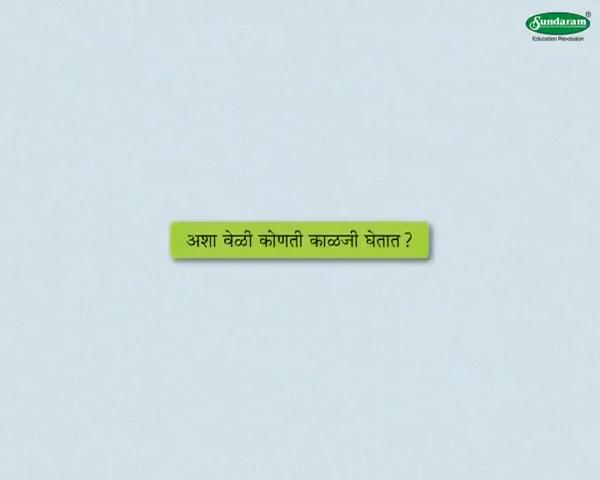 Sundaram®
Education Revolution
अशा वेळी कोणती काळजी घेतात ?